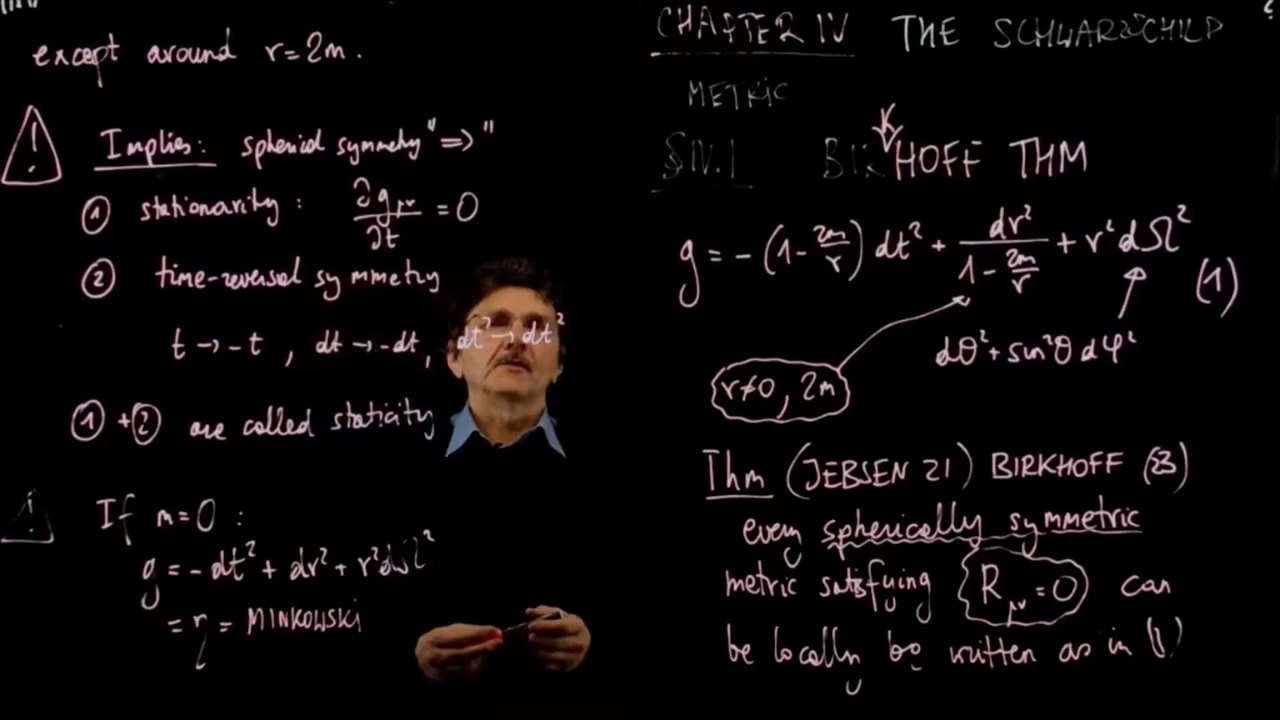 except around r=2m.
Implies: spherical symmetry "=>"
① stationarity: ∂g_μν/∂t = 0
② time-reversal symmetry
t → -t, dt → -dt, dt² → dt²
① + ② are called staticity
If m=0:
g = -dt² + dr² + r²dΩ²
= η = MINKOWSKI
CHAPTER IV THE SCHWARZSCHILD
METRIC
§IV.1 BIRKHOFF THM
g = -(1 - 2m/r) dt² + dr²/(1 - 2m/r) + r²dΩ² (1)
dθ² + sin²θ dφ²
r≠0, 2m
Thm (JEBSEN 21) BIRKHOFF (23)
every spherically symmetric
metric satisfying R_μν = 0 can
be locally be written as in (1)